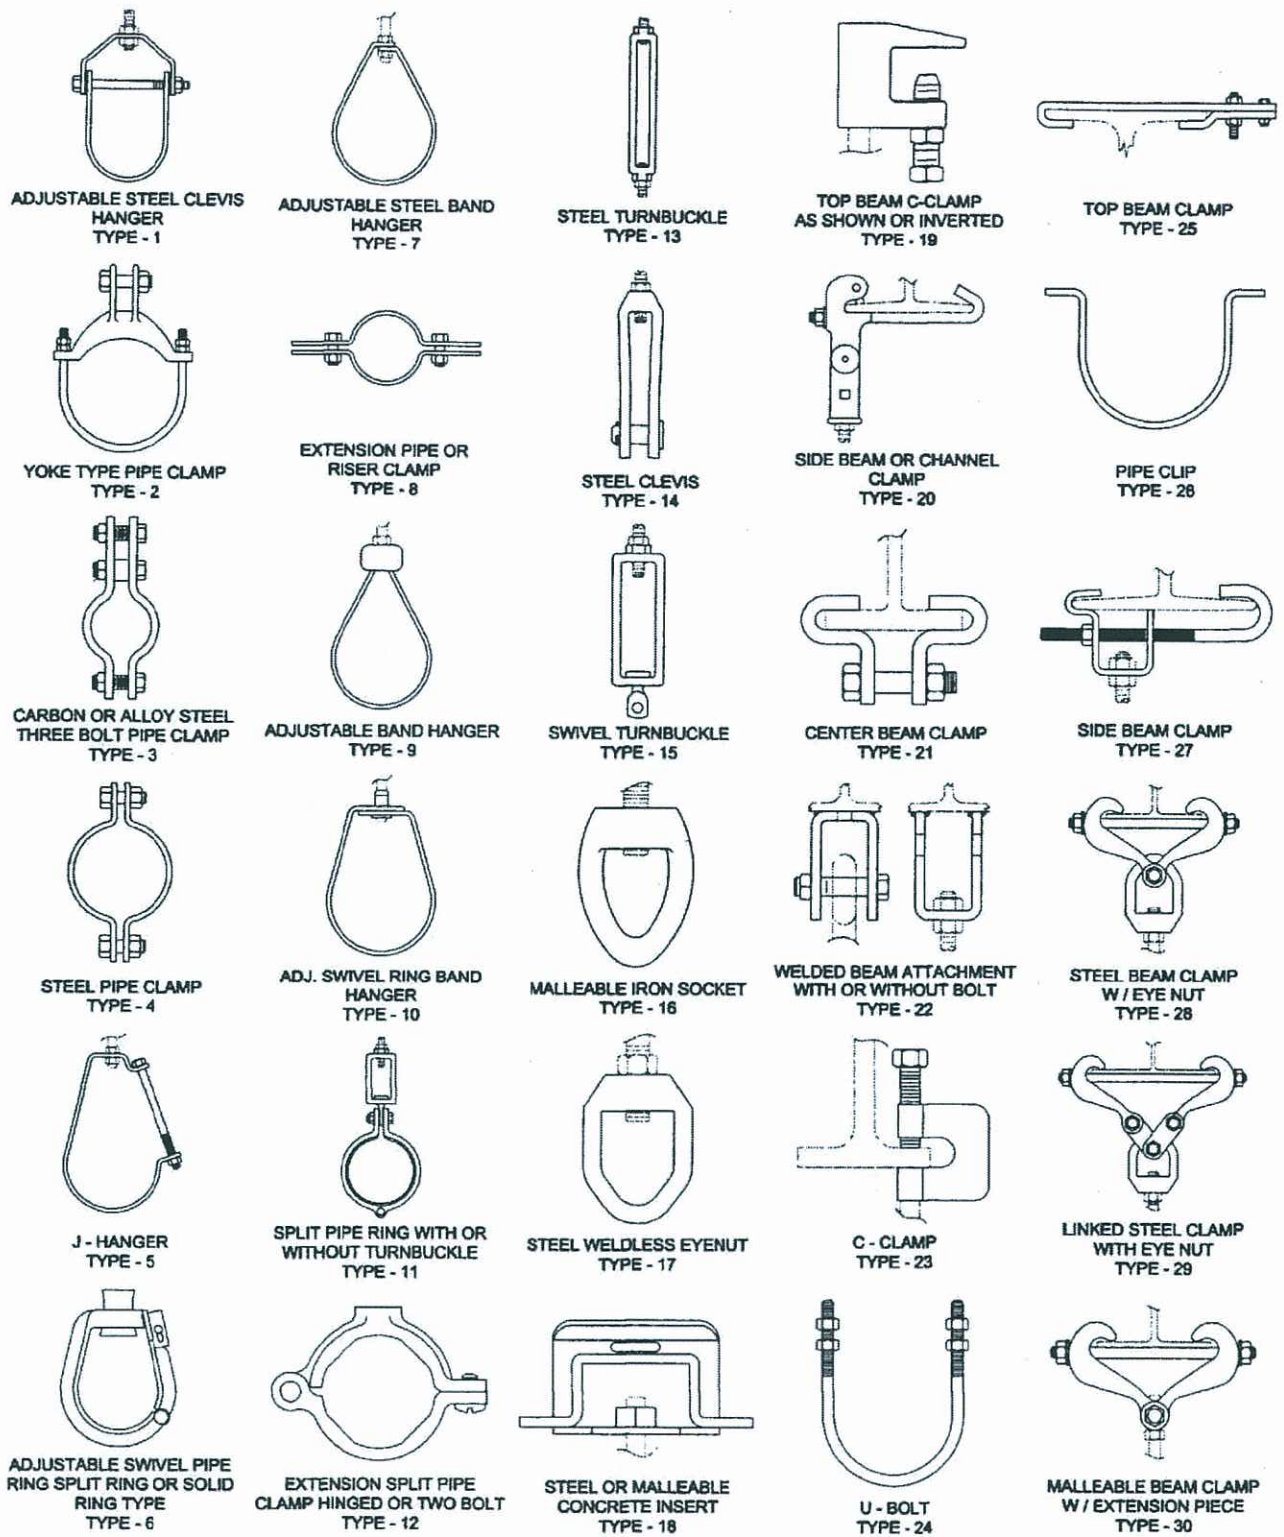 ADJUSTABLE STEEL CLEVIS
HANGER
TYPE - 1
ADJUSTABLE STEEL BAND
HANGER
TYPE - 7
STEEL TURNBUCKLE
TYPE - 13
TOP BEAM C-CLAMP
AS SHOWN OR INVERTED
TYPE - 19
TOP BEAM CLAMP
TYPE - 25
YOKE TYPE PIPE CLAMP
TYPE - 2
EXTENSION PIPE OR
RISER CLAMP
TYPE - 8
STEEL CLEVIS
TYPE - 14
SIDE BEAM OR CHANNEL
CLAMP
TYPE - 20
PIPE CLIP
TYPE - 26
CARBON OR ALLOY STEEL
THREE BOLT PIPE CLAMP
TYPE - 3
ADJUSTABLE BAND HANGER
TYPE - 9
SWIVEL TURNBUCKLE
TYPE - 15
CENTER BEAM CLAMP
TYPE - 21
SIDE BEAM CLAMP
TYPE - 27
STEEL PIPE CLAMP
TYPE - 4
ADJ. SWIVEL RING BAND
HANGER
TYPE - 10
MALLEABLE IRON SOCKET
TYPE - 16
WELDED BEAM ATTACHMENT
WITH OR WITHOUT BOLT
TYPE - 22
STEEL BEAM CLAMP
W / EYE NUT
TYPE - 28
J - HANGER
TYPE - 5
SPLIT PIPE RING WITH OR
WITHOUT TURNBUCKLE
TYPE - 11
STEEL WELDLESS EYENUT
TYPE - 17
C - CLAMP
TYPE - 23
LINKED STEEL CLAMP
WITH EYE NUT
TYPE - 29
ADJUSTABLE SWIVEL PIPE
RING SPLIT RING OR SOLID
RING TYPE
TYPE - 6
EXTENSION SPLIT PIPE
CLAMP HINGED OR TWO BOLT
TYPE - 12
STEEL OR MALLEABLE
CONCRETE INSERT
TYPE - 18
U - BOLT
TYPE - 24
MALLEABLE BEAM CLAMP
W / EXTENSION PIECE
TYPE - 30